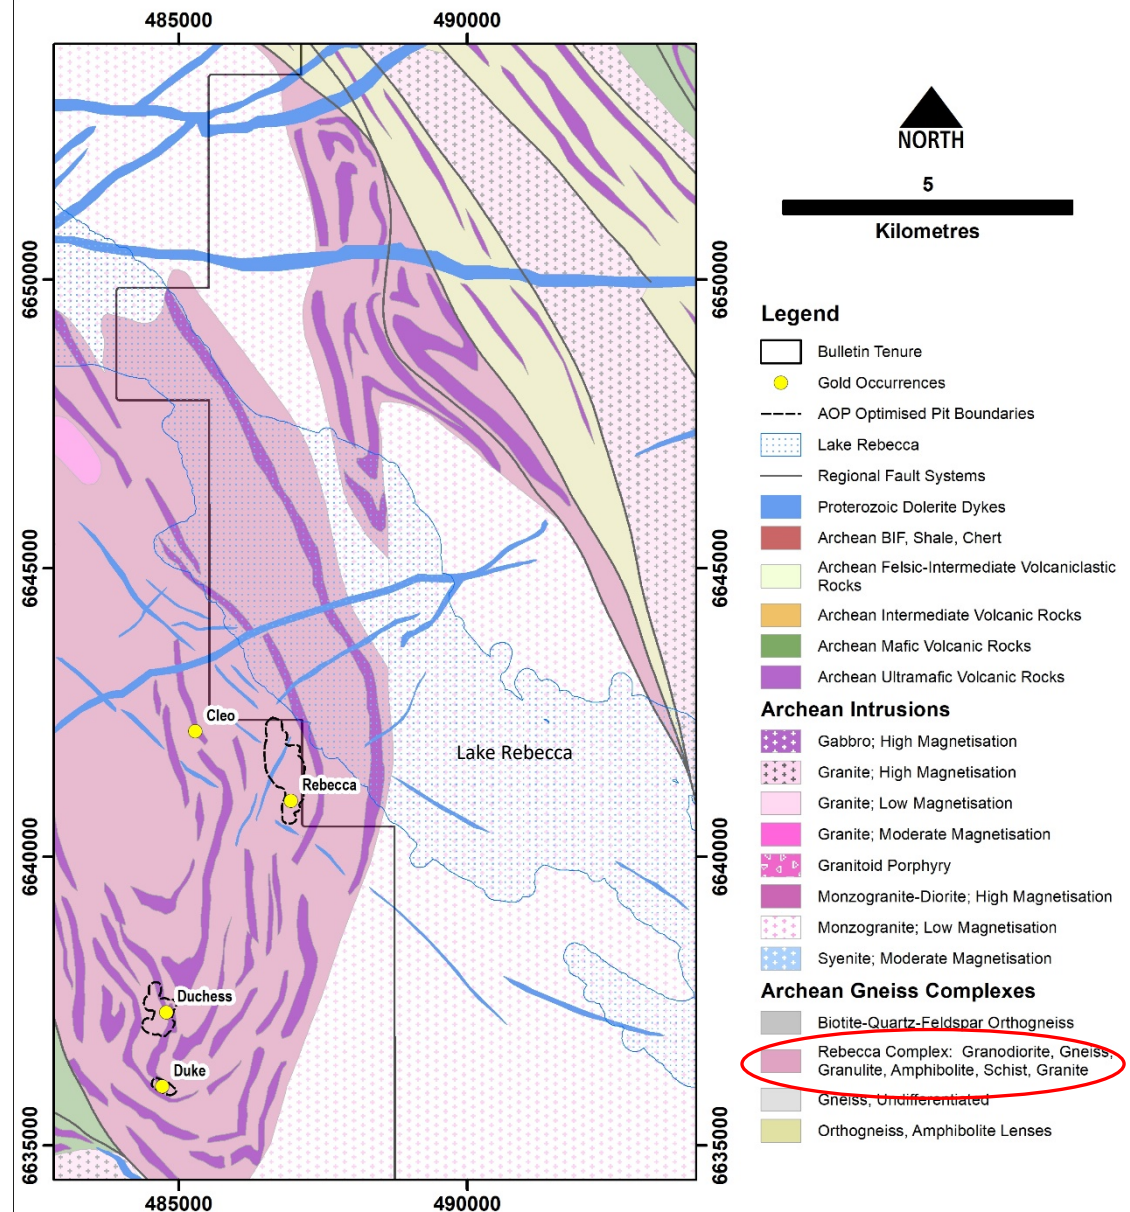 485000
490000
NORTH
5
Kilometres
6650000
6650000
Legend
Bulletin Tenure
Gold Occurrences
AOP Optimised Pit Boundaries
Lake Rebecca
Regional Fault Systems
Proterozoic Dolerite Dykes
Archean BIF, Shale, Chert
Archean Felsic-Intermediate Volcaniclastic
Rocks
Archean Intermediate Volcanic Rocks
Archean Mafic Volcanic Rocks
Archean Ultramafic Volcanic Rocks
Archean Intrusions
Gabbro; High Magnetisation
Granite; High Magnetisation
Granite; Low Magnetisation
Granite; Moderate Magnetisation
Granitoid Porphyry
Monzogranite-Diorite; High Magnetisation
Monzogranite; Low Magnetisation
Syenite; Moderate Magnetisation
Archean Gneiss Complexes
Biotite-Quartz-Feldspar Orthogneiss
Rebecca Complex: Granodiorite, Gneiss,
Granulite, Amphibolite, Schist, Granite
Gneiss, Undifferentiated
Orthogneiss, Amphibolite Lenses
6645000
6645000
Cleo
Lake Rebecca
Rebecca
6640000
6640000
Duchess
Duke
6635000
6635000
485000
490000